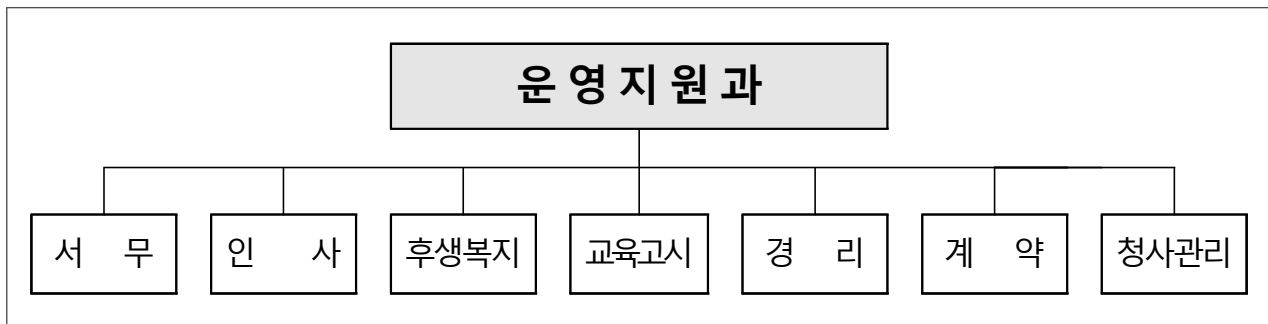 운 영 지 원 과
서 무 인 사 후생복지 교육고시 경 리 계 약 청사관리